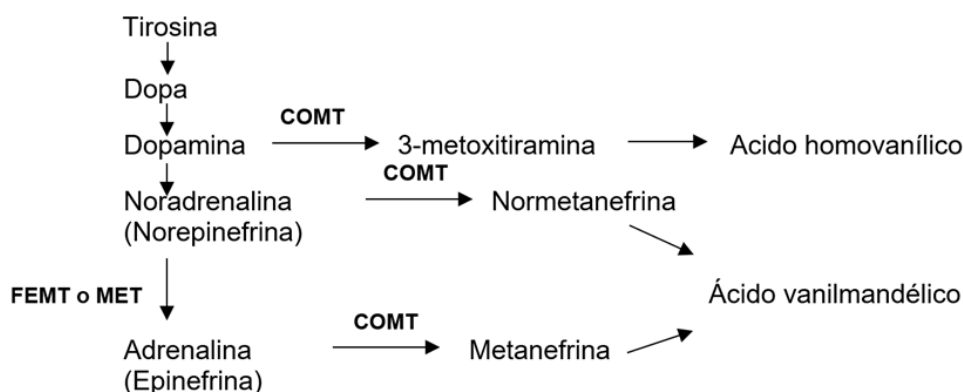 Tirosina
Dopa
COMT
Dopamina
3-metoxitiramina
Acido homovanílico
COMT
Noradrenalina
(Norepinefrina)
Normetanefrina
FEMT o MET
Ácido vanilmandélico
COMT
Adrenalina
(Epinefrina)
Metanefrina